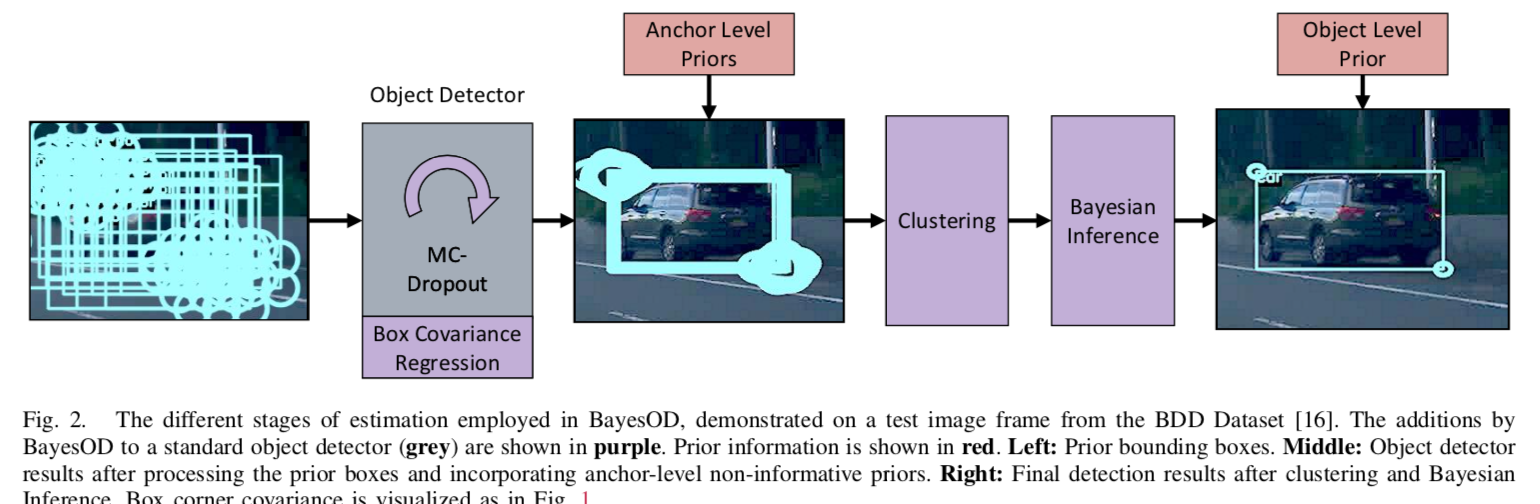 Anchor Level
Priors
Object Level
Prior
Object Detector
MC-
Dropout
Box Covariance
Regression
Clustering
Bayesian
Inference
Fig. 2. The different stages of estimation employed in BayesOD, demonstrated on a test image frame from the BDD Dataset [16]. The additions by
BayesOD to a standard object detector (grey) are shown in purple. Prior information is shown in red. Left: Prior bounding boxes. Middle: Object detector
results after processing the prior boxes and incorporating anchor-level non-informative priors. Right: Final detection results after clustering and Bayesian
Inference. Box corner covariance is visualized as in Fig. 1